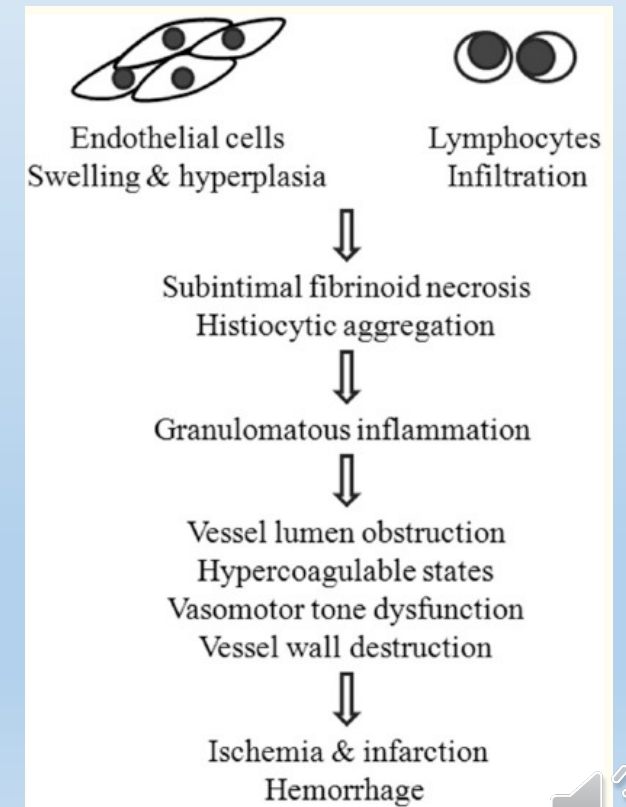 Endothelial cells
Swelling & hyperplasia
Lymphocytes
Infiltration
Subintimal fibrinoid necrosis
Histiocytic aggregation
Granulomatous inflammation
Vessel lumen obstruction
Hypercoagulable states
Vasomotor tone dysfunction
Vessel wall destruction
Ischemia & infarction
Hemorrhage